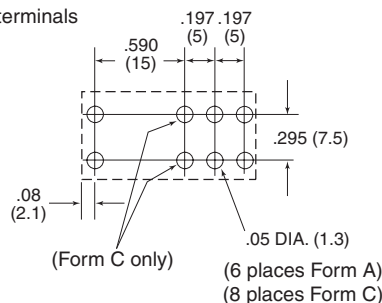 terminals
.197 .197
(5) (5)
.590
(15)
.295 (7.5)
.08
(2.1)
.05 DIA. (1.3)
(Form C only)
(6 places Form A)
(8 places Form C)